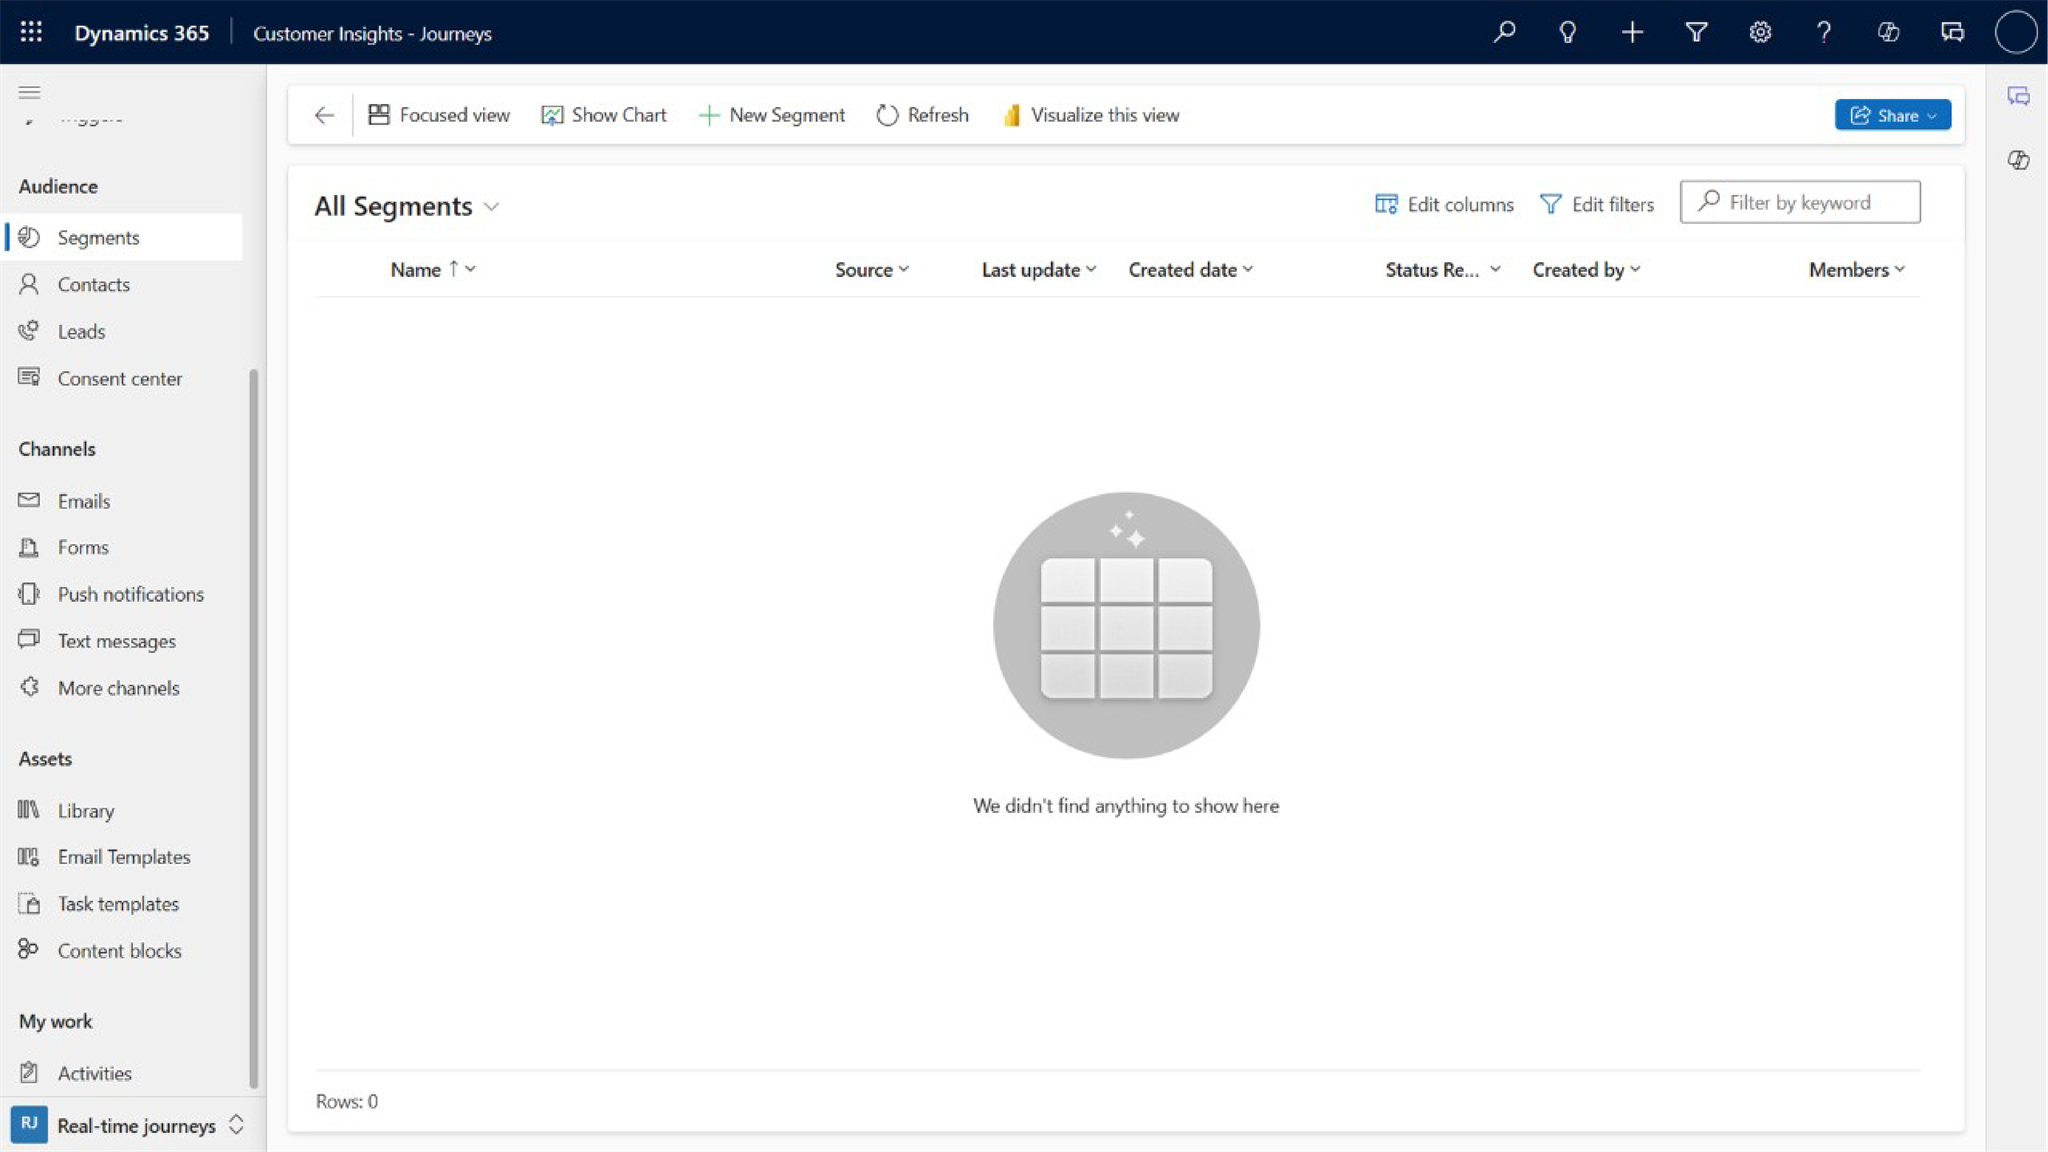 Dynamics 365
Customer Insights - Journeys
Focused view
Show Chart
New Segment
Refresh
Visualize this view
Share
Audience
Segments
Contacts
Leads
Consent center
Channels
Emails
Forms
Push notifications
Text messages
More channels
Assets
Library
Email Templates
Task templates
Content blocks
My work
Activities
RJ Real-time journeys
All Segments
Edit columns
Edit filters
Filter by keyword
Name Source Last update Created date Status Re... Created by Members
We didn't find anything to show here
Rows: 0